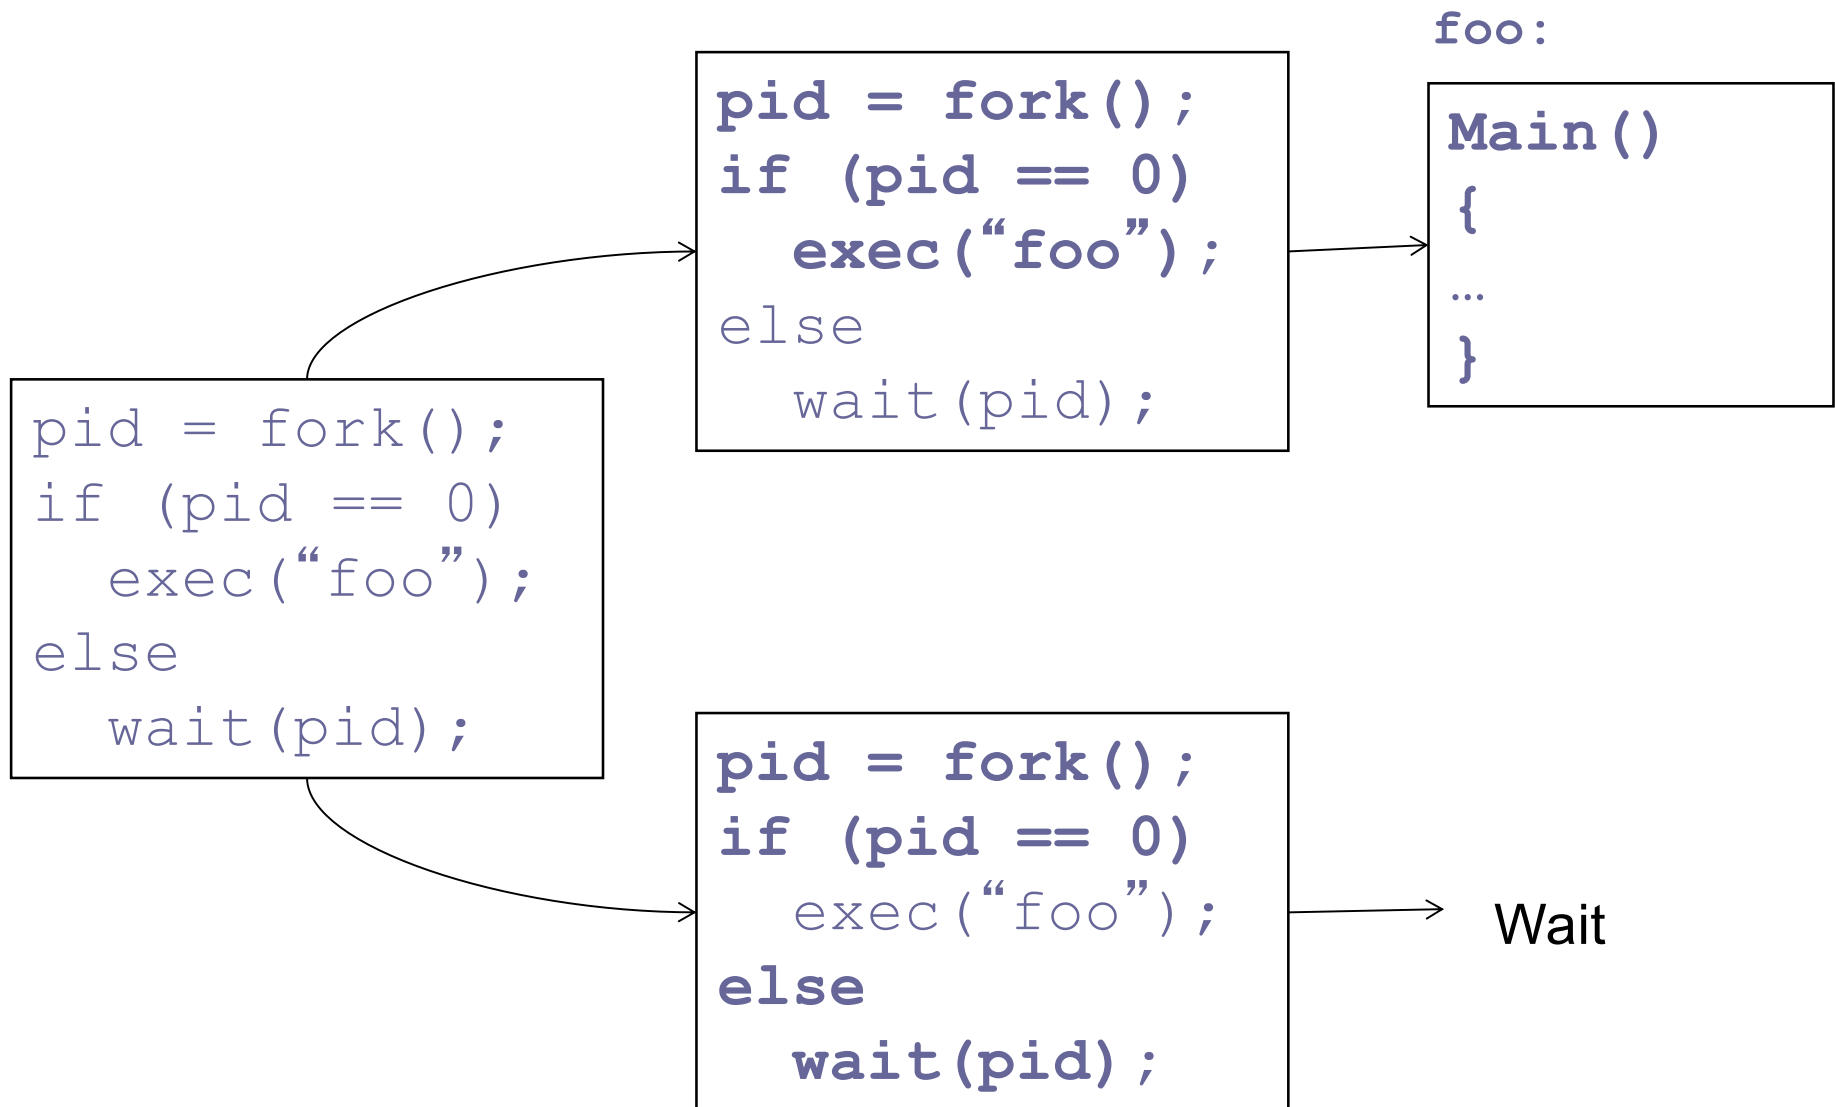 pid = fork();
if (pid == 0)
  exec(“foo”);
else
  wait(pid);
pid = fork();
if (pid == 0)
  exec(“foo”);
else
  wait(pid);
foo:
Main()
{
…
}
pid = fork();
if (pid == 0)
  exec(“foo”);
else
  wait(pid);
Wait